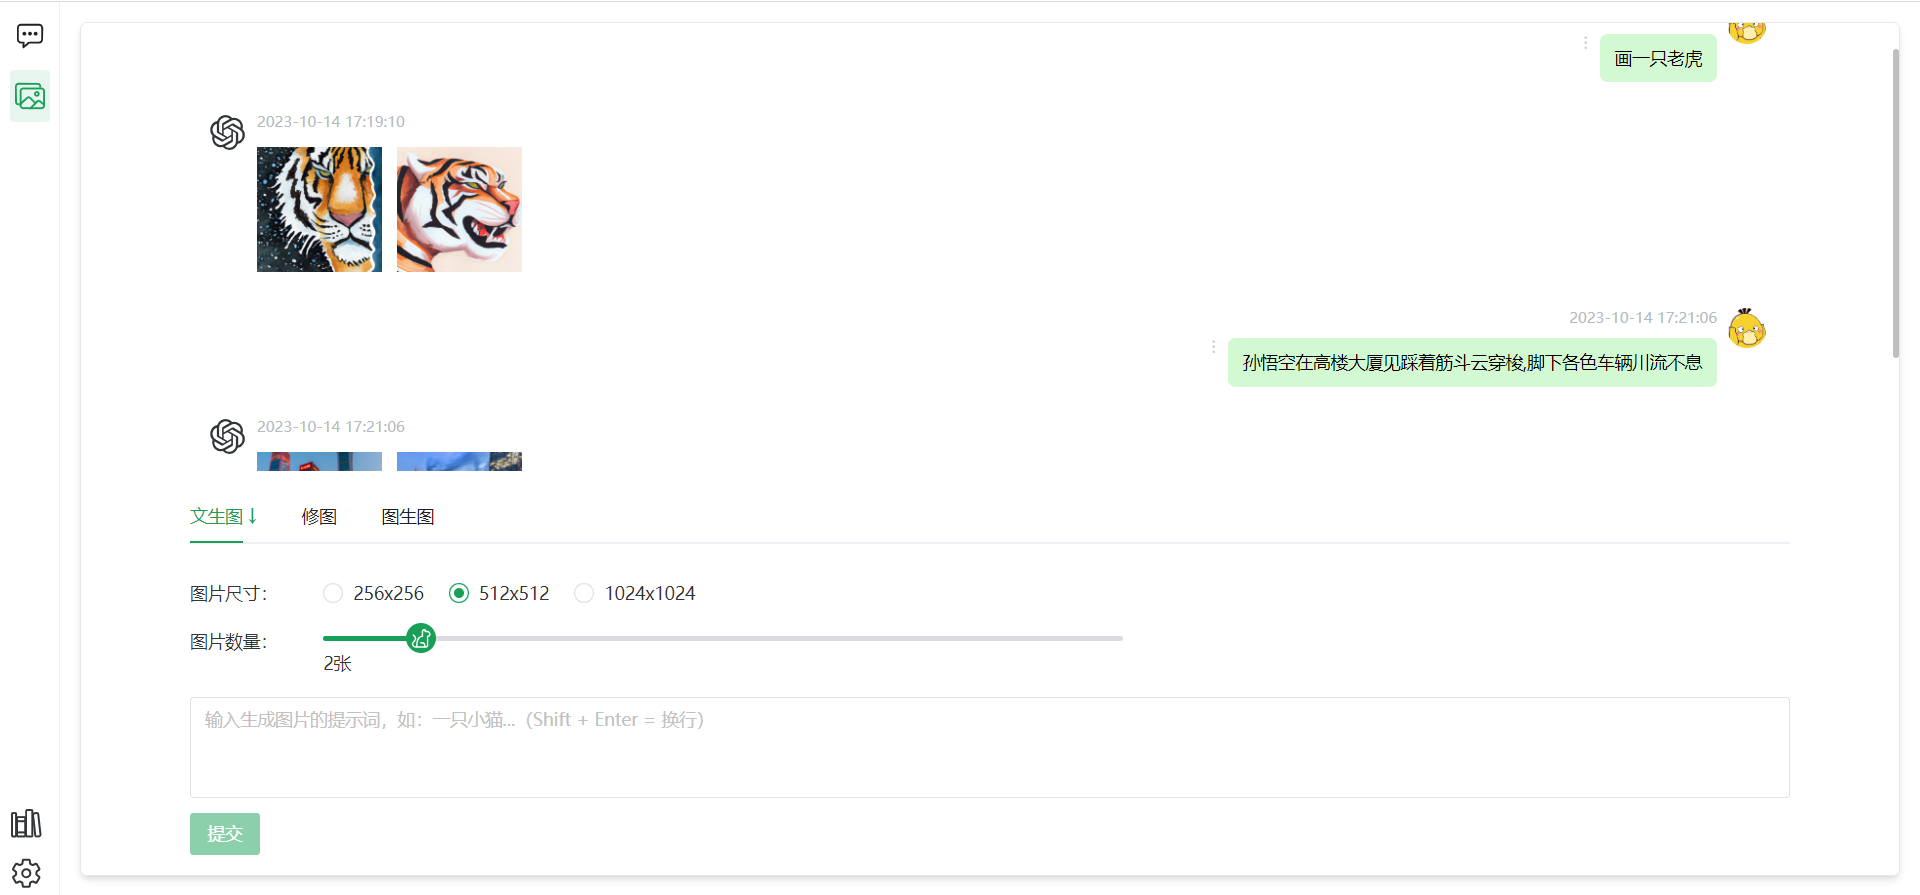 画一只老虎
2023-10-14 17:19:10
2023-10-14 17:21:06
孙悟空在高楼大厦见踩着筋斗云穿梭,脚下各色车辆川流不息
2023-10-14 17:21:06
文生图↓ 修图 图生图
图片尺寸： 256x256 512x512 1024x1024
图片数量：
2张
输入生成图片的提示词，如：一只小猫...（Shift + Enter = 换行）
提交